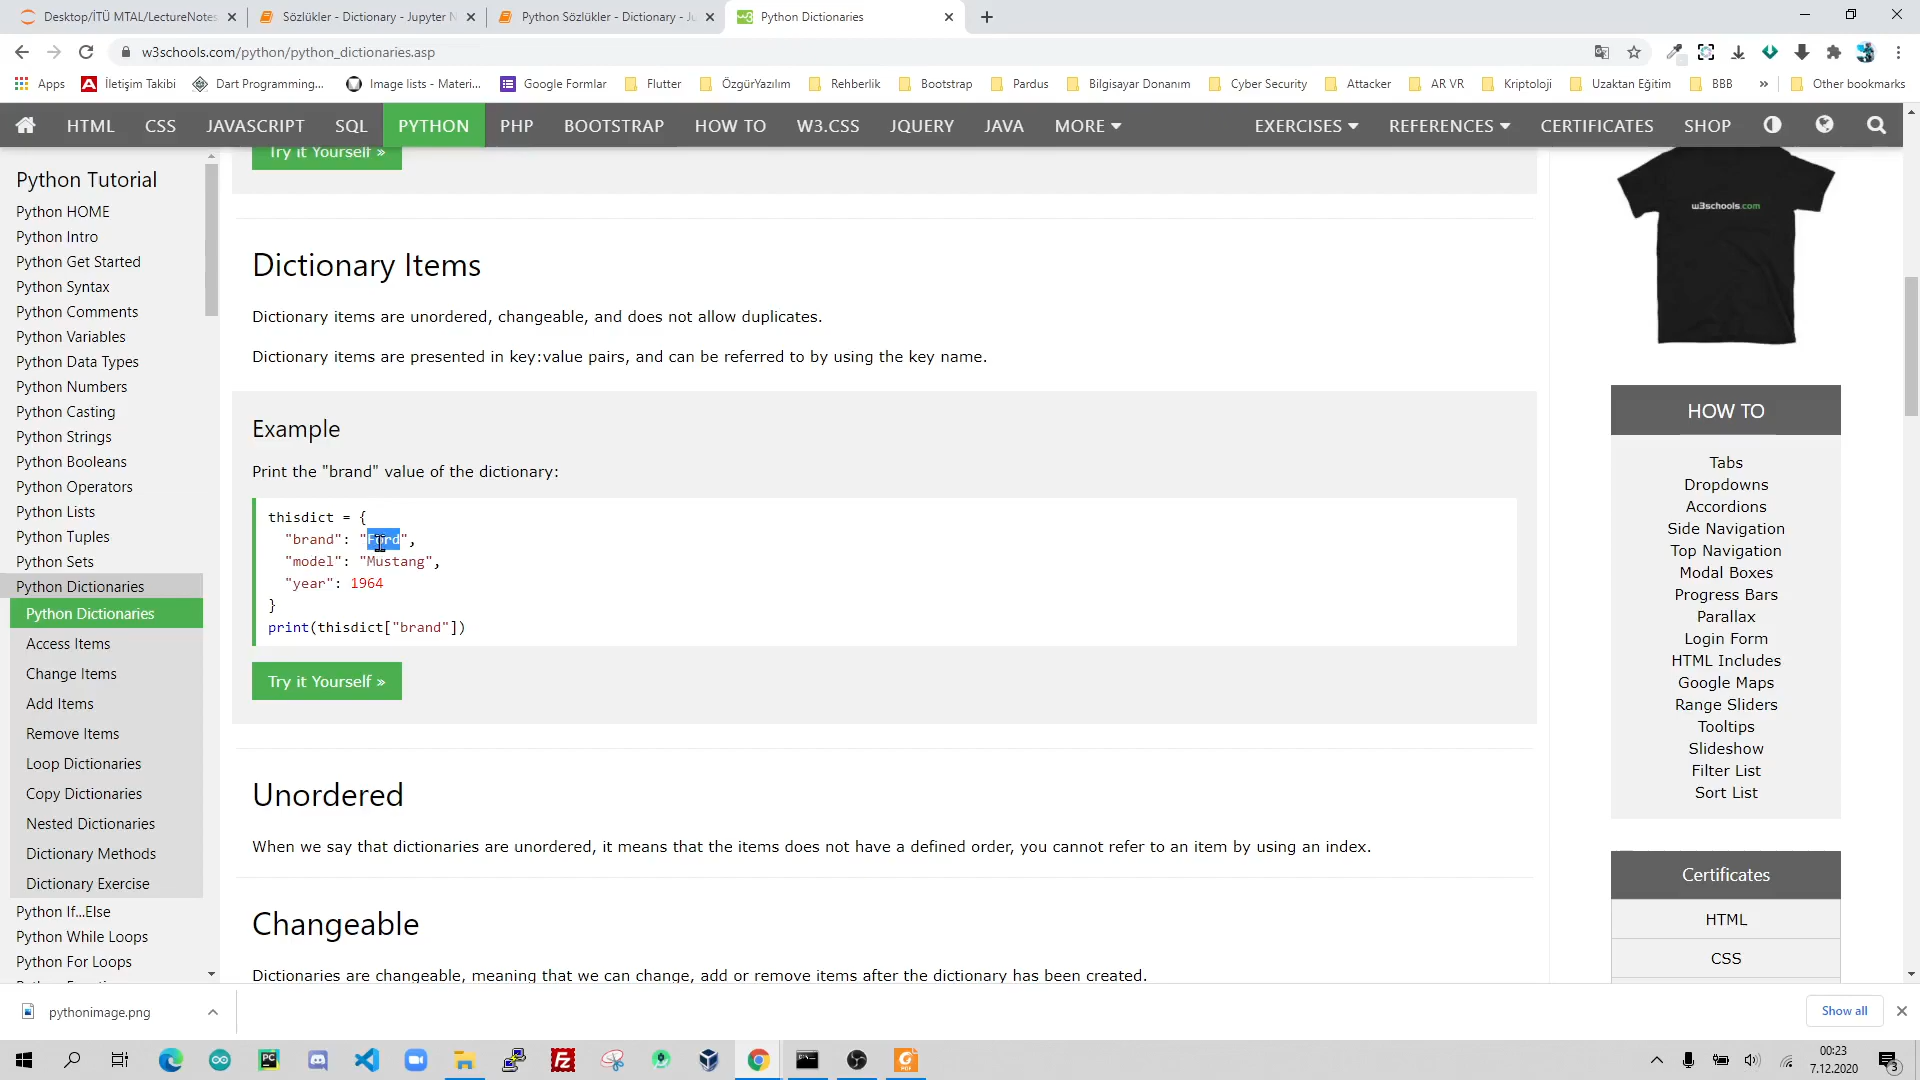 Desktop/İTÜ MTAL/LectureNotes
Sözlükler - Dictionary - Jupyter N
Python Sözlükler - Dictionary - Ju
Python Dictionaries
w3schools.com/python/python_dictionaries.asp
Apps
İletişim Takibi
Dart Programming...
Image lists - Materi...
Google Formlar
Flutter
ÖzgürYazılım
Rehberlik
Bootstrap
Pardus
Bilgisayar Donanım
Cyber Security
Attacker
AR VR
Kriptoloji
Uzaktan Eğitim
BBB
»
Other bookmarks
HTML
CSS
JAVASCRIPT
SQL
PYTHON
PHP
BOOTSTRAP
HOW TO
W3.CSS
JQUERY
JAVA
MORE
EXERCISES
REFERENCES
CERTIFICATES
SHOP
Python Tutorial
Python HOME
Python Intro
Python Get Started
Python Syntax
Python Comments
Python Variables
Python Data Types
Python Numbers
Python Casting
Python Strings
Python Booleans
Python Operators
Python Lists
Python Tuples
Python Sets
Python Dictionaries
Python Dictionaries
Access Items
Change Items
Add Items
Remove Items
Loop Dictionaries
Copy Dictionaries
Nested Dictionaries
Dictionary Methods
Dictionary Exercise
Python If...Else
Python While Loops
Python For Loops
Try it Yourself »
Dictionary Items
Dictionary items are unordered, changeable, and does not allow duplicates.
Dictionary items are presented in key:value pairs, and can be referred to by using the key name.
Example
Print the "brand" value of the dictionary:
thisdict = {
"brand": "Ford",
"model": "Mustang",
"year": 1964
}
print(thisdict["brand"])
Try it Yourself »
Unordered
When we say that dictionaries are unordered, it means that the items does not have a defined order, you cannot refer to an item by using an index.
Changeable
Dictionaries are changeable, meaning that we can change, add or remove items after the dictionary has been created.
w3schools.com
HOW TO
Tabs
Dropdowns
Accordions
Side Navigation
Top Navigation
Modal Boxes
Progress Bars
Parallax
Login Form
HTML Includes
Google Maps
Range Sliders
Tooltips
Slideshow
Filter List
Sort List
Certificates
HTML
CSS
pythonimage.png
Show all
00:23
7.12.2020
3